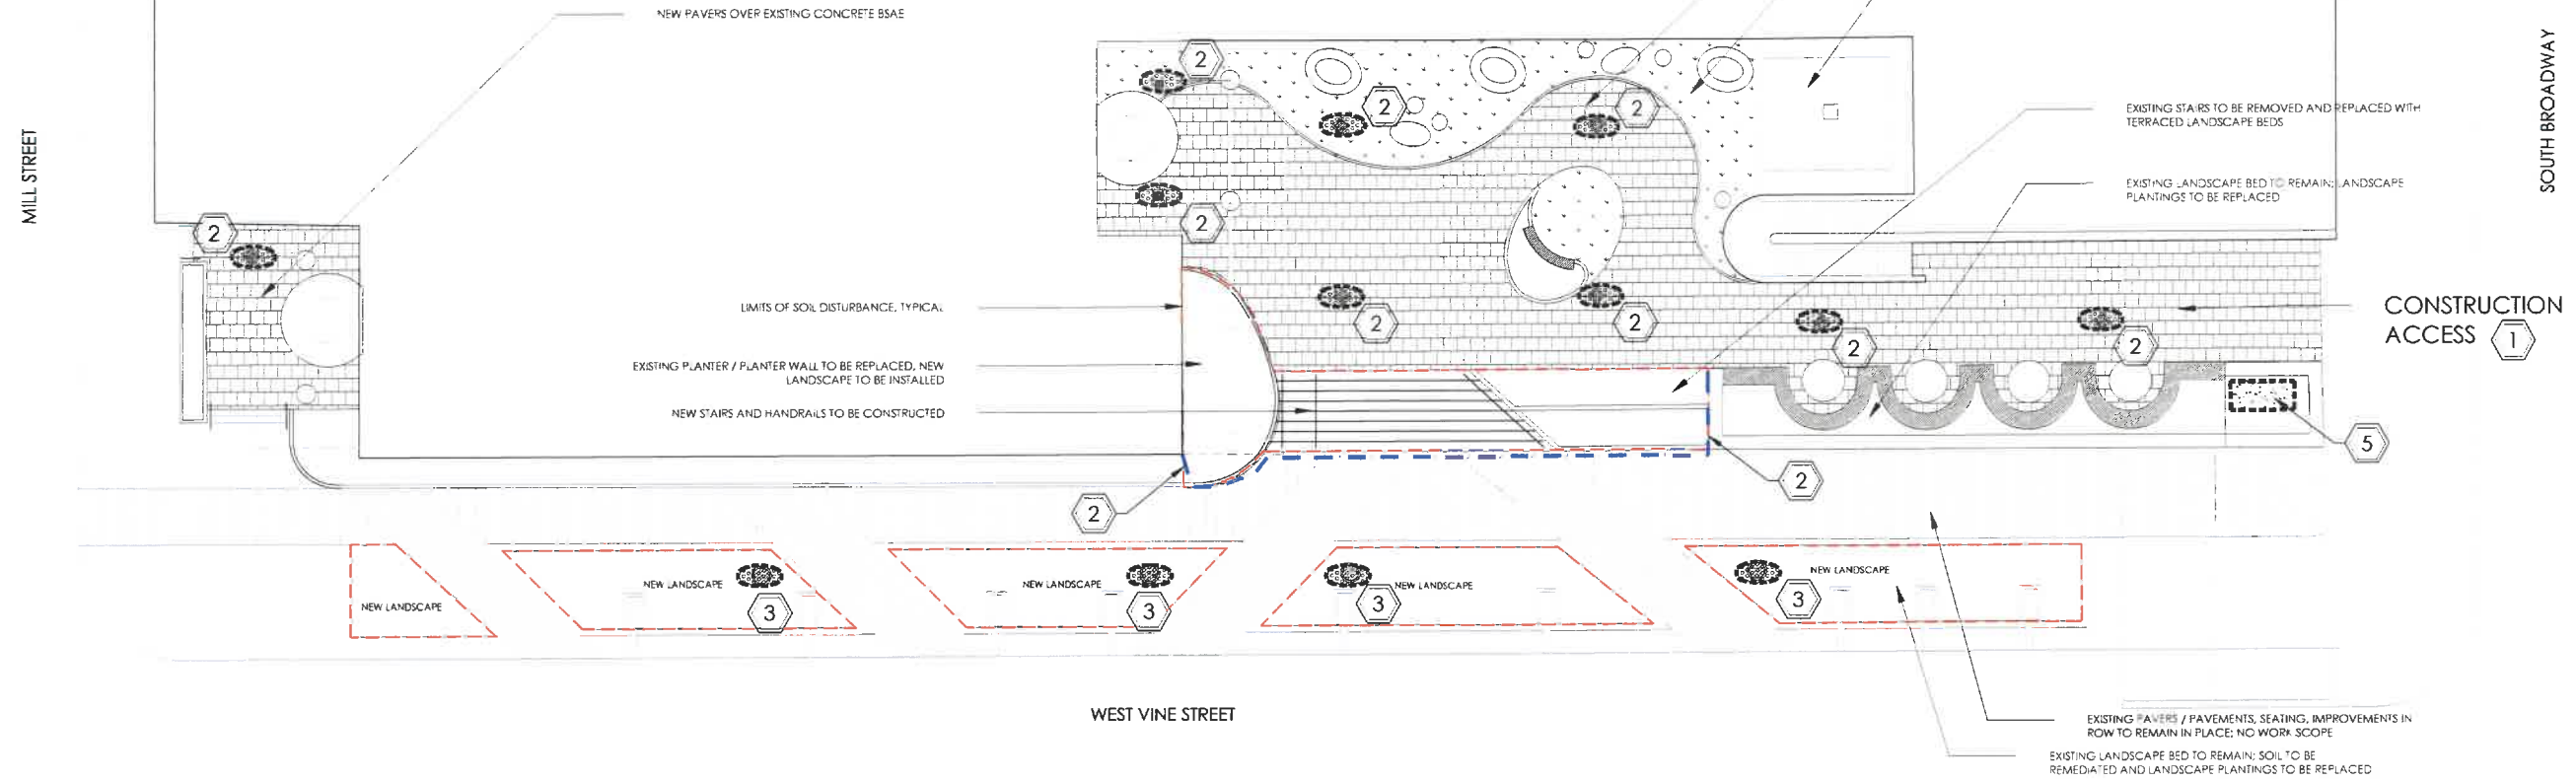 NEW PAVERS OVER EXISTING CONCRETE BSAE
MILL STREET
SOUTH BROADWAY
2
2
2
2
2
EXISTING STAIRS TO BE REMOVED AND REPLACED WITH
TERRACED LANDSCAPE BEDS
EXISTING LANDSCAPE BED TO REMAIN; LANDSCAPE
PLANTINGS TO BE REPLACED
LIMITS OF SOIL DISTURBANCE, TYPICAL
2
2
2
2
CONSTRUCTION
ACCESS 1
EXISTING PLANTER / PLANTER WALL TO BE REPLACED, NEW
LANDSCAPE TO BE INSTALLED
NEW STAIRS AND HANDRAILS TO BE CONSTRUCTED
5
2
2
NEW LANDSCAPE
NEW LANDSCAPE
3
NEW LANDSCAPE
3
NEW LANDSCAPE
3
NEW LANDSCAPE
3
WEST VINE STREET
EXISTING PAVERS / PAVEMENTS, SEATING, IMPROVEMENTS IN
ROW TO REMAIN IN PLACE; NO WORK SCOPE
EXISTING LANDSCAPE BED TO REMAIN; SOIL TO BE
REMEDIATED AND LANDSCAPE PLANTINGS TO BE REPLACED